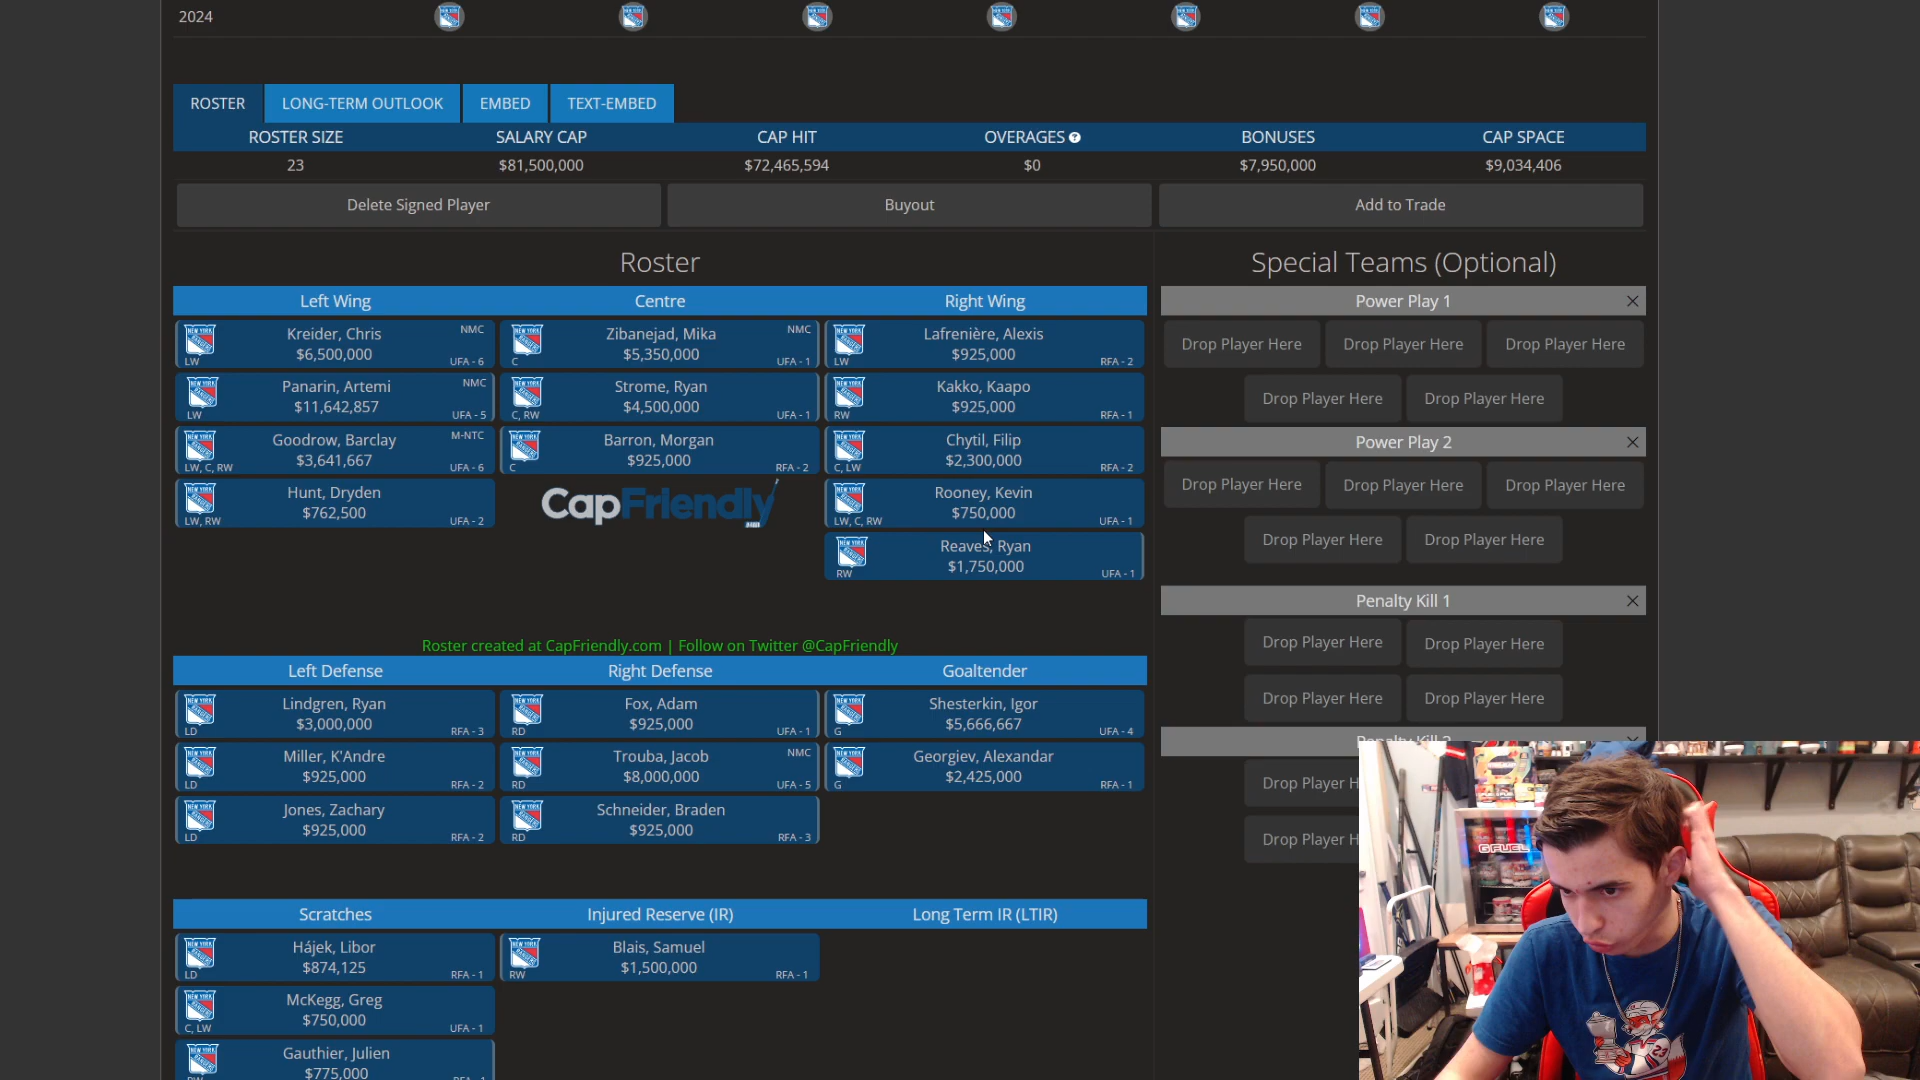 2024
ROSTER LONG-TERM OUTLOOK EMBED TEXT-EMBED
ROSTER SIZE SALARY CAP CAP HIT OVERAGES ? BONUSES CAP SPACE
23 $81,500,000 $72,465,594 $0 $7,950,000 $9,034,406
Delete Signed Player Buyout Add to Trade
Roster
Left Wing Centre Right Wing
Kreider, Chris NMC
$6,500,000
LW UFA - 6
Zibanejad, Mika NMC
$5,350,000
C UFA - 1
Lafrenière, Alexis
$925,000
LW RFA - 2
Panarin, Artemi NMC
$11,642,857
LW UFA - 5
Strome, Ryan
$4,500,000
C, RW UFA - 1
Kakko, Kaapo
$925,000
RW RFA - 1
Goodrow, Barclay M-NTC
$3,641,667
LW, C, RW UFA - 6
Barron, Morgan
$925,000
C RFA - 2
Chytil, Filip
$2,300,000
C, LW RFA - 2
Hunt, Dryden
$762,500
LW, RW UFA - 2
CapFriendly
Rooney, Kevin
$750,000
LW, C, RW UFA - 1
Reaves, Ryan
$1,750,000
RW UFA - 1
Roster created at CapFriendly.com | Follow on Twitter @CapFriendly
Left Defense Right Defense Goaltender
Lindgren, Ryan
$3,000,000
LD RFA - 3
Fox, Adam
$925,000
RD UFA - 1
Shesterkin, Igor
$5,666,667
G UFA - 4
Miller, K'Andre
$925,000
LD RFA - 2
Trouba, Jacob NMC
$8,000,000
RD UFA - 5
Georgiev, Alexandar
$2,425,000
G RFA - 1
Jones, Zachary
$925,000
LD RFA - 2
Schneider, Braden
$925,000
RD RFA - 3
Scratches Injured Reserve (IR) Long Term IR (LTIR)
Hájek, Libor
$874,125
LD RFA - 1
Blais, Samuel
$1,500,000
RW RFA - 1
McKegg, Greg
$750,000
C, LW UFA - 1
Gauthier, Julien
$775,000
Special Teams (Optional)
Power Play 1
Drop Player Here Drop Player Here Drop Player Here
Drop Player Here Drop Player Here
Power Play 2
Drop Player Here Drop Player Here Drop Player Here
Drop Player Here Drop Player Here
Penalty Kill 1
Drop Player Here Drop Player Here
Drop Player Here Drop Player Here
Drop Player H
Drop Player H
G FUEL
23